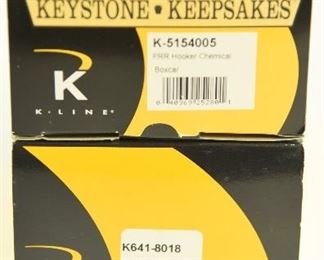 KEYSTONE • KEEPSAKES
K-5154005
PRR Hooker Chemical
Boxcar
K
K-LINE®
K641-8018